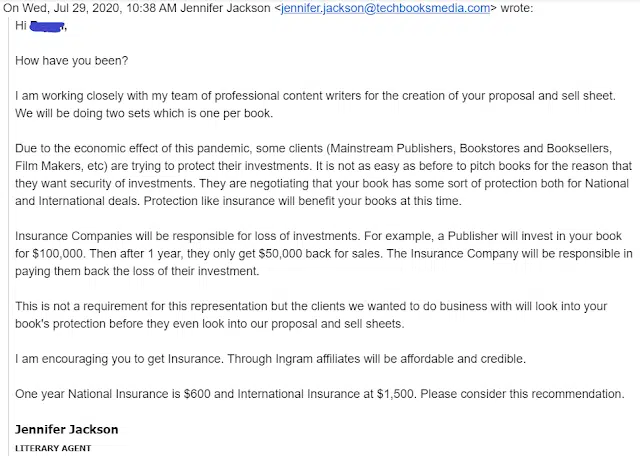 On Wed, Jul 29, 2020, 10:38 AM Jennifer Jackson <jennifer.jackson@techbooksmedia.com> wrote:
Hi
How have you been?
I am working closely with my team of professional content writers for the creation of your proposal and sell sheet.
We will be doing two sets which is one per book.
Due to the economic effect of this pandemic, some clients (Mainstream Publishers, Bookstores and Booksellers,
Film Makers, etc) are trying to protect their investments. It is not as easy as before to pitch books for the reason that
they want security of investments. They are negotiating that your book has some sort of protection both for National
and International deals. Protection like insurance will benefit your books at this time.
Insurance Companies will be responsible for loss of investments. For example, a Publisher will invest in your book
for $100,000. Then after 1 year, they only get $50,000 back for sales. The Insurance Company will be responsible in
paying them back the loss of their investment.
This is not a requirement for this representation but the clients we wanted to do business with will look into your
book's protection before they even look into our proposal and sell sheets.
I am encouraging you to get Insurance. Through Ingram affiliates will be affordable and credible.
One year National Insurance is $600 and International Insurance at $1,500. Please consider this recommendation.
Jennifer Jackson
LITERARY AGENT